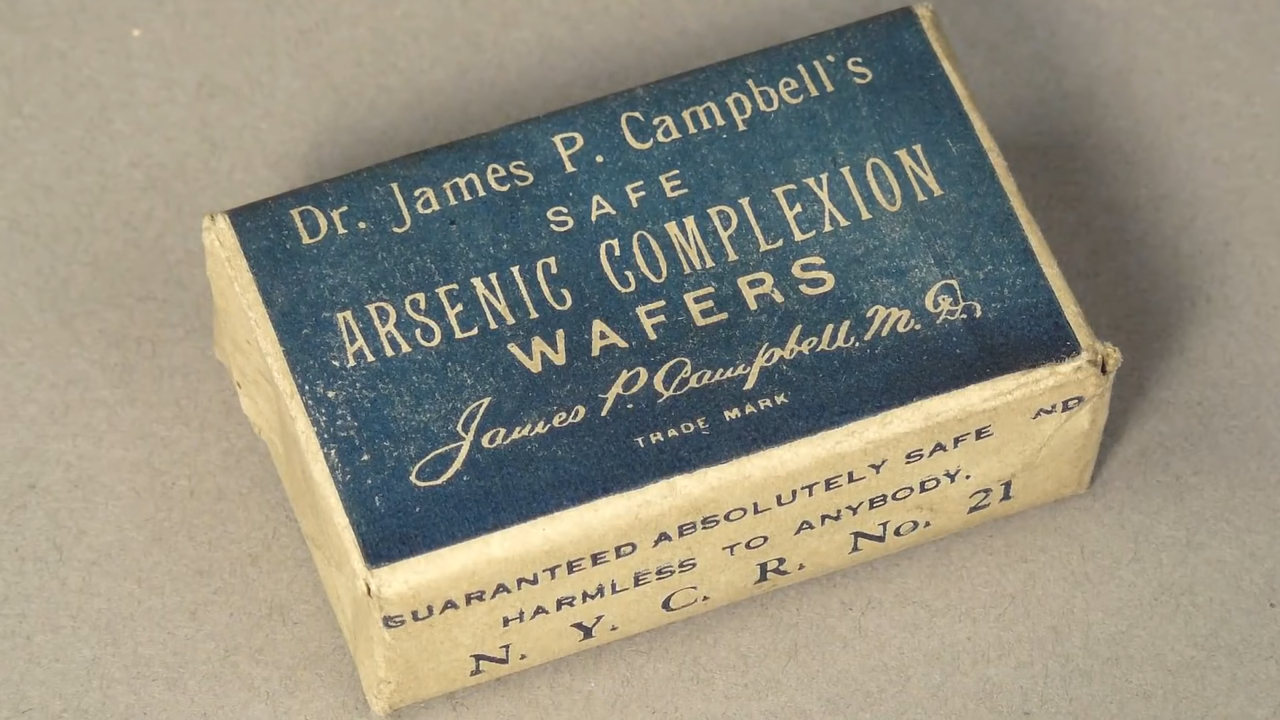 Dr. James P. Campbell's
SAFE
ARSENIC COMPLEXION
WAFERS
James P. Campbell, M. D.
TRADE MARK
GUARANTEED ABSOLUTELY SAFE ND
HARMLESS TO ANYBODY.
N. Y. C. R. No. 21